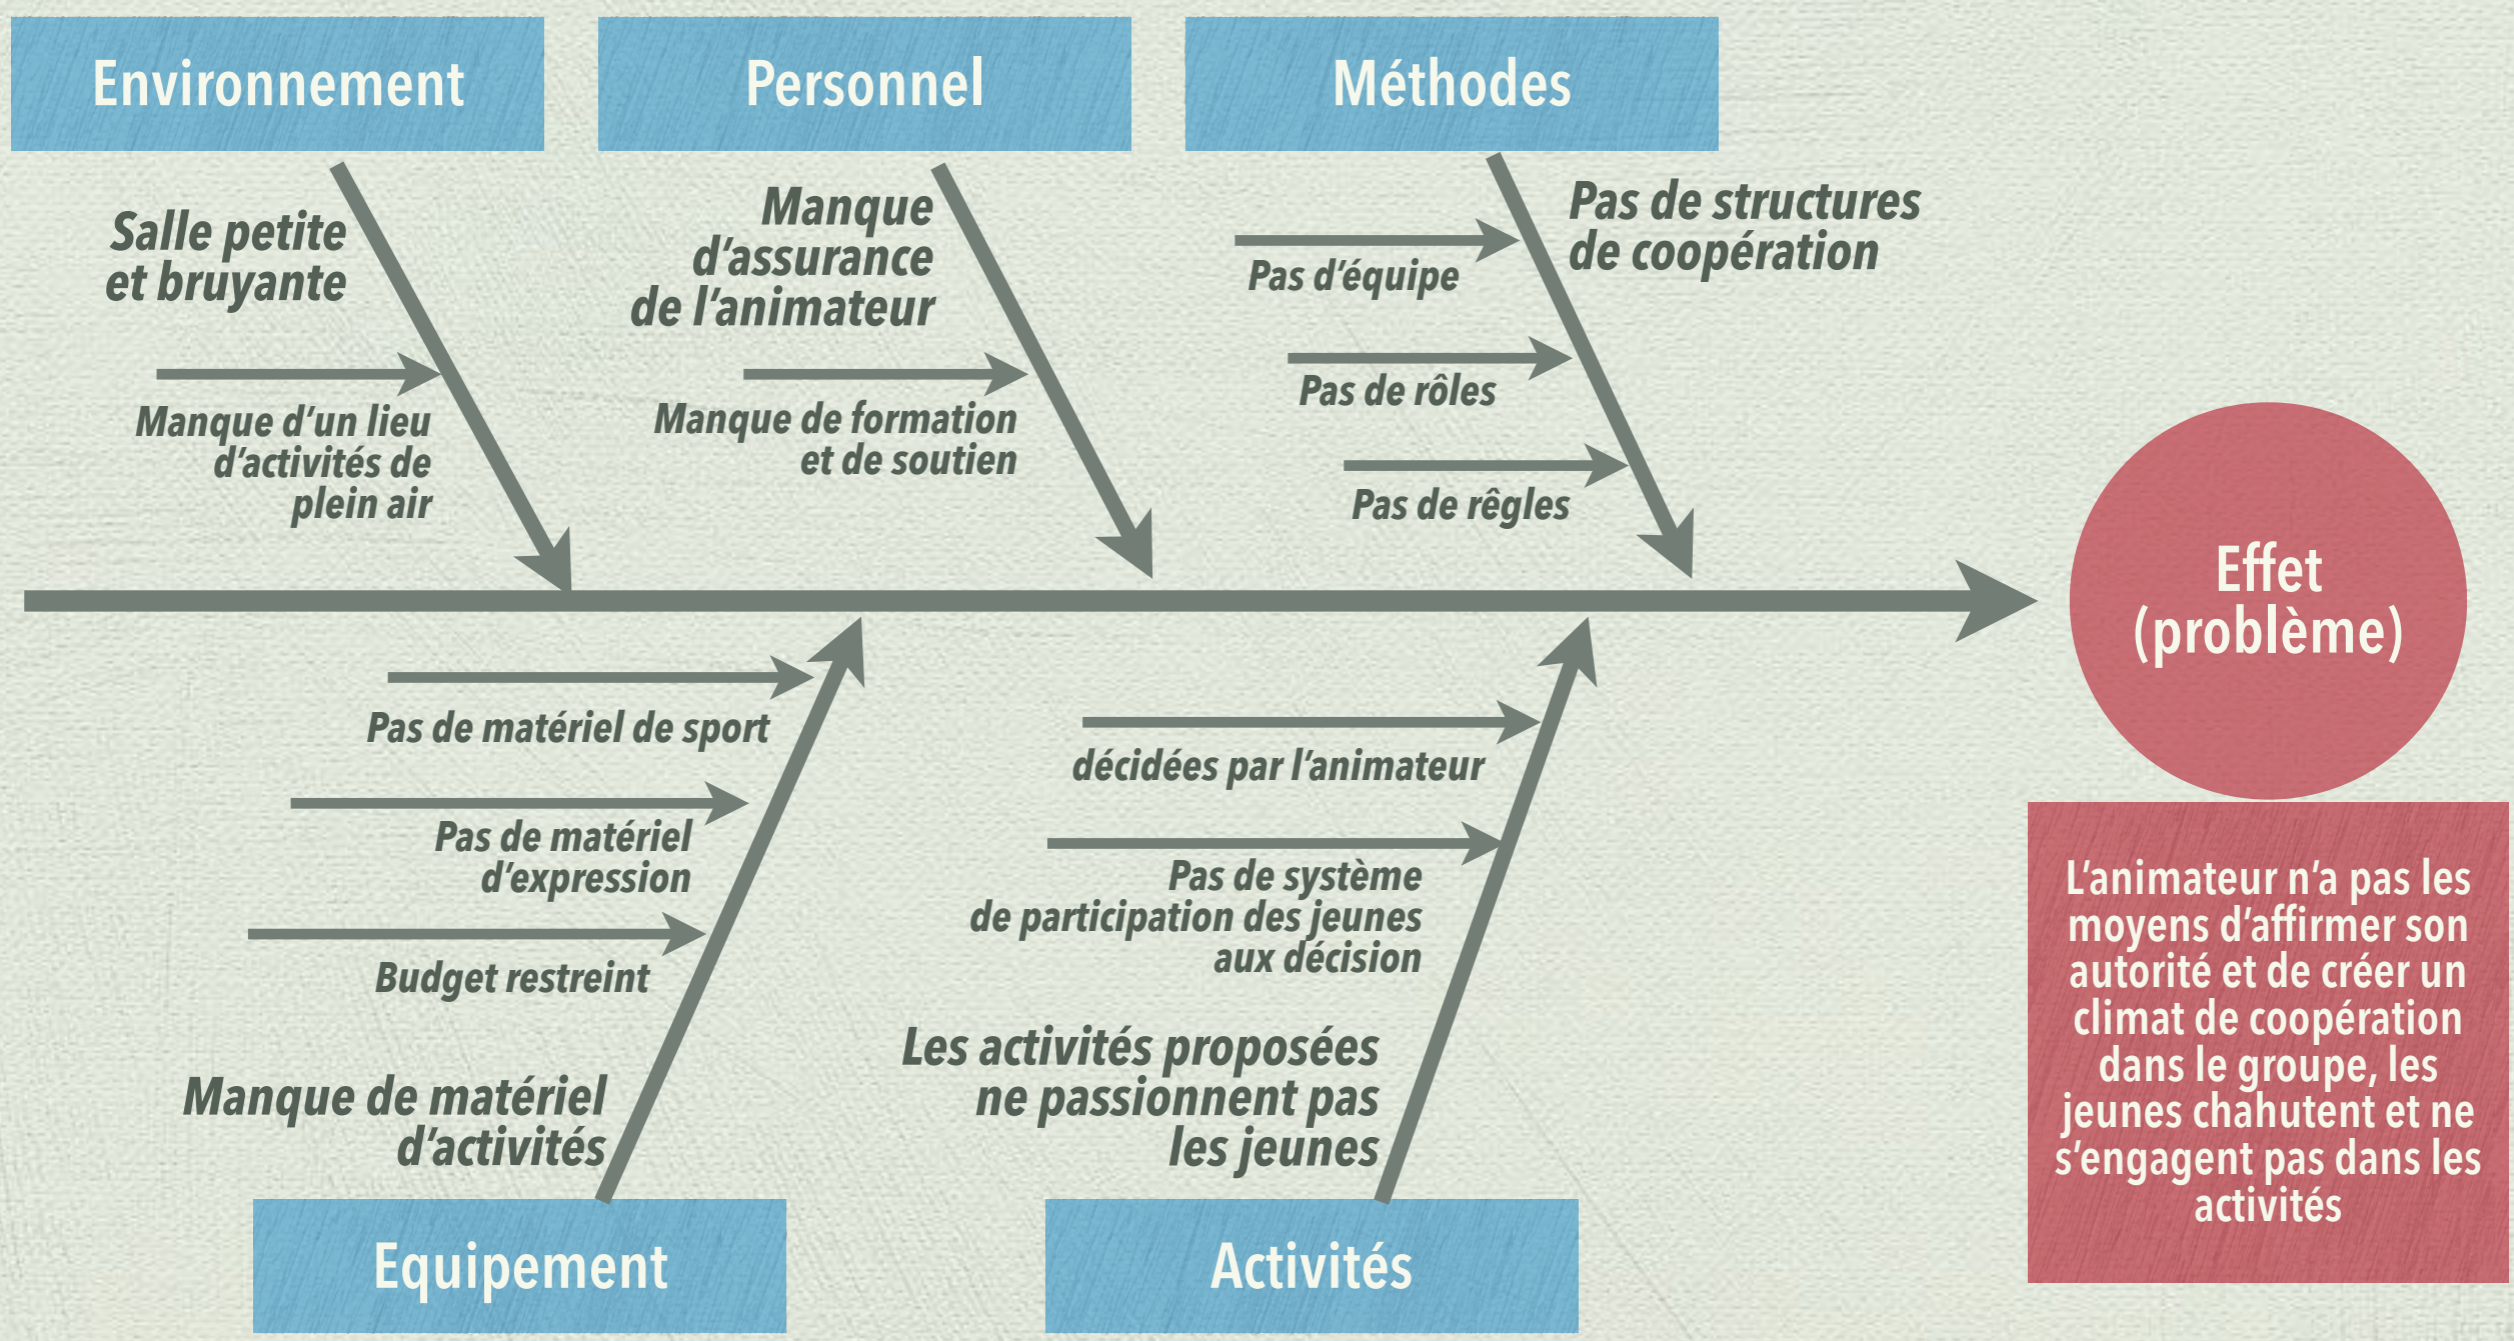 Environnement
Personnel
Méthodes
Salle petite
et bruyante
Manque d'un lieu
d'activités de
plein air
Manque
d'assurance
de l'animateur
Manque de formation
et de soutien
Pas de structures
de coopération
Pas d'équipe
Pas de rôles
Pas de rêgles
Effet
(problème)
L'animateur n'a pas les
moyens d'affirmer son
autorité et de créer un
climat de coopération
dans le groupe, les
jeunes chahutent et ne
s'engagent pas dans les
activités
Pas de matériel de sport
Pas de matériel
d'expression
Budget restreint
Manque de matériel
d'activités
Equipement
décidées par l'animateur
Pas de système
de participation des jeunes
aux décision
Les activités proposées
ne passionnent pas
les jeunes
Activités